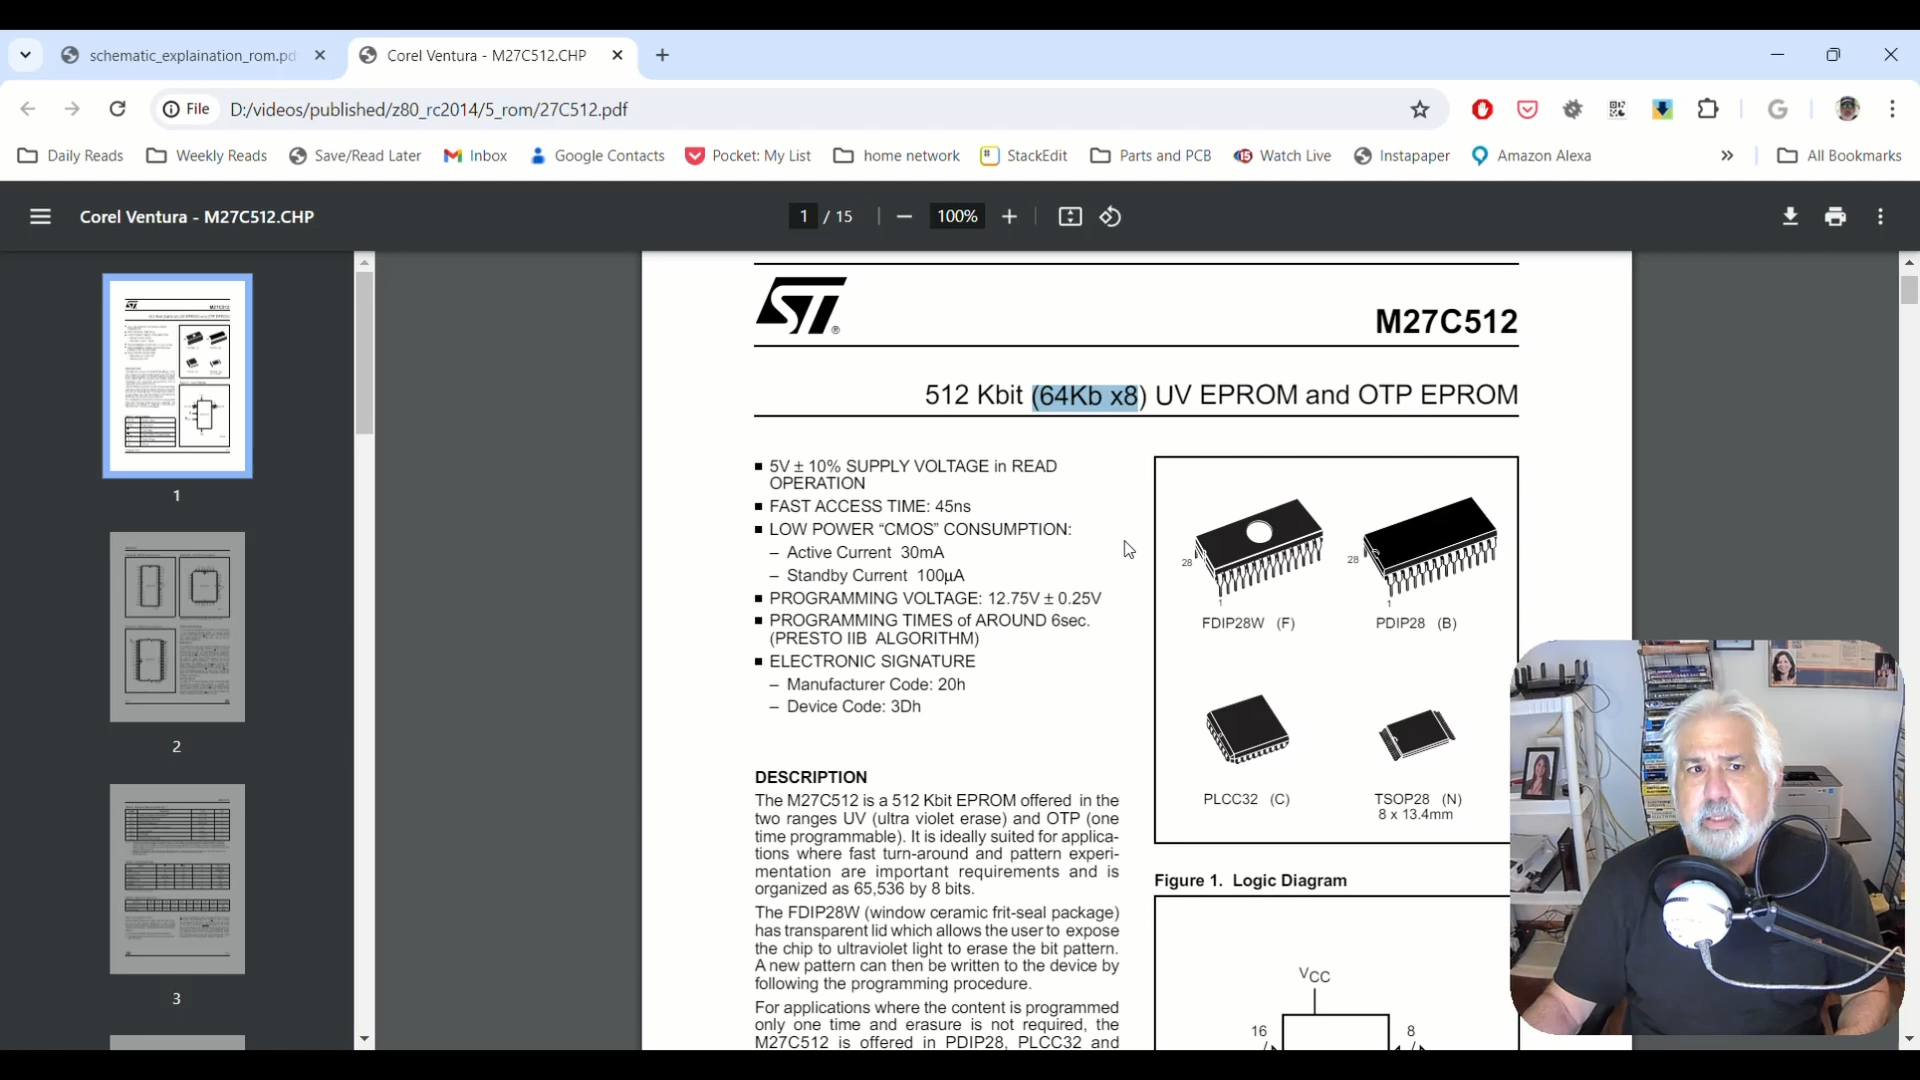 schematic_explaination_rom.pd
Corel Ventura - M27C512.CHP
File
D:/videos/published/z80_rc2014/5_rom/27C512.pdf
Daily Reads
Weekly Reads
Save/Read Later
Inbox
Google Contacts
Pocket: My List
home network
StackEdit
Parts and PCB
Watch Live
Instapaper
Amazon Alexa
All Bookmarks
Corel Ventura - M27C512.CHP
1 / 15
100%
ST
M27C512
512 Kbit (64Kb x8) UV EPROM and OTP EPROM
5V ± 10% SUPPLY VOLTAGE in READ
OPERATION
FAST ACCESS TIME: 45ns
LOW POWER “CMOS” CONSUMPTION:
– Active Current 30mA
– Standby Current 100µA
PROGRAMMING VOLTAGE: 12.75V ± 0.25V
PROGRAMMING TIMES of AROUND 6sec.
(PRESTO IIB ALGORITHM)
ELECTRONIC SIGNATURE
– Manufacturer Code: 20h
– Device Code: 3Dh
28
1
FDIP28W (F)
28
1
PDIP28 (B)
PLCC32 (C)
TSOP28 (N)
8 x 13.4mm
DESCRIPTION
The M27C512 is a 512 Kbit EPROM offered in the
two ranges UV (ultra violet erase) and OTP (one
time programmable). It is ideally suited for applica-
tions where fast turn-around and pattern experi-
mentation are important requirements and is
organized as 65,536 by 8 bits.
The FDIP28W (window ceramic frit-seal package)
has transparent lid which allows the user to expose
the chip to ultraviolet light to erase the bit pattern.
A new pattern can then be written to the device by
following the programming procedure.
For applications where the content is programmed
only one time and erasure is not required, the
M27C512 is offered in PDIP28, PLCC32 and
Figure 1. Logic Diagram
VCC
16
8
1
2
3